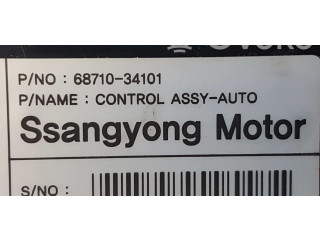 P/NO : 68710-34101
P/NAME : CONTROL ASSY-AUTO
Ssangyong Motor
S/NO :